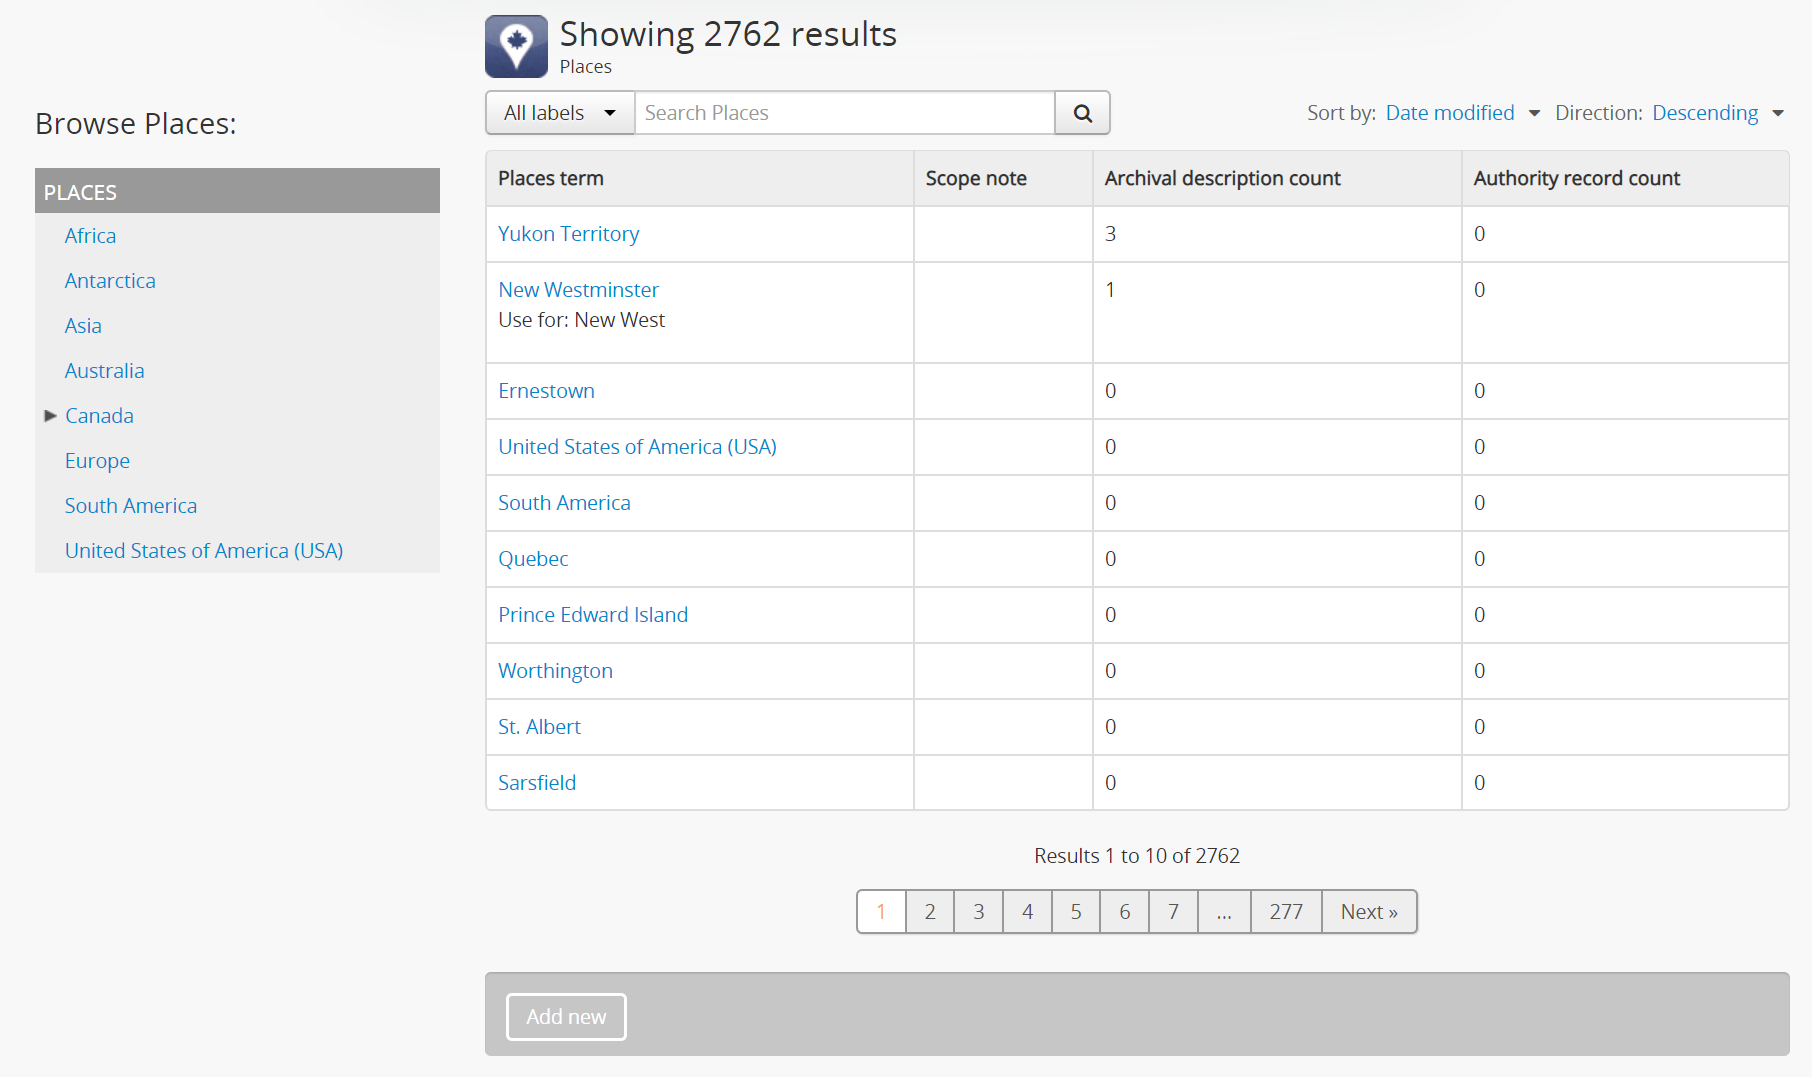 Showing 2762 results
Places
Browse Places:
PLACES
Africa
Antarctica
Asia
Australia
Canada
Europe
South America
United States of America (USA)
All labels
Search Places
Sort by: Date modified Direction: Descending
Places term Scope note Archival description count Authority record count
Yukon Territory 3 0
New Westminster 1 0
Use for: New West
Ernestown 0 0
United States of America (USA) 0 0
South America 0 0
Quebec 0 0
Prince Edward Island 0 0
Worthington 0 0
St. Albert 0 0
Sarsfield 0 0
Results 1 to 10 of 2762
1 2 3 4 5 6 7 ... 277 Next »
Add new